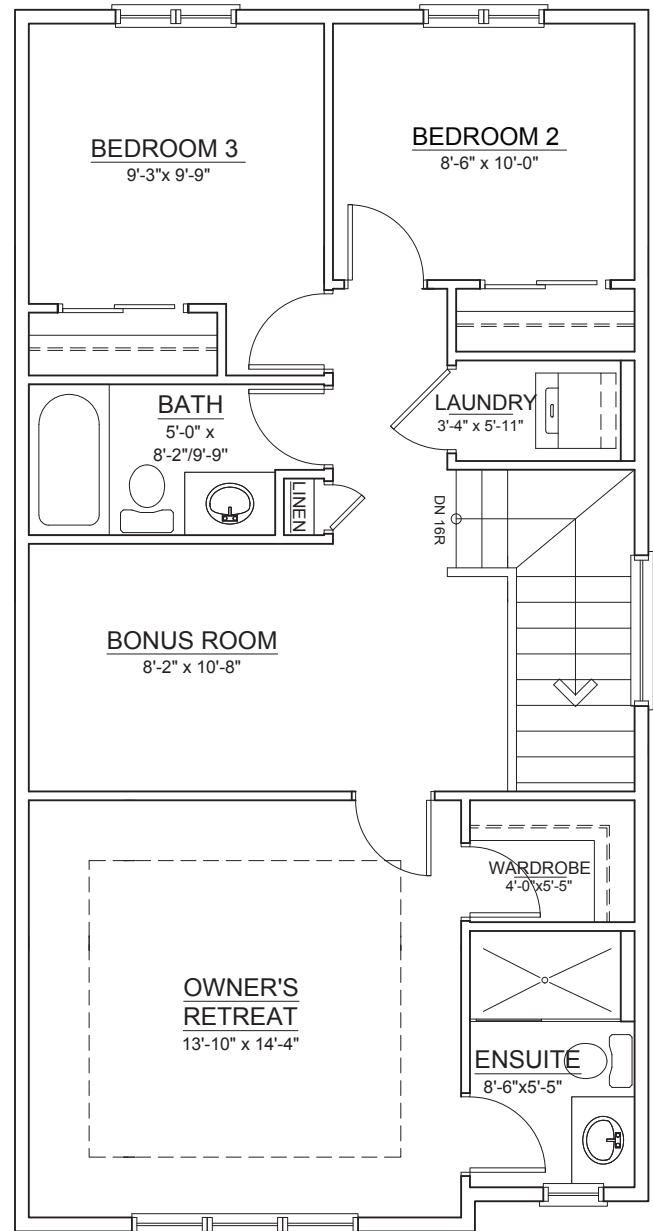 BEDROOM 3
9'-3"x 9'-9"
BEDROOM 2
8'-6" x 10'-0"
BATH
5'-0" x
8'-2"/9'-9"
LAUNDRY
3'-4" x 5'-11"
LINEN
DN 16R
BONUS ROOM
8'-2" x 10'-8"
WARDROBE
4'-0"x5'-5"
OWNER'S
RETREAT
13'-10" x 14'-4"
ENSUITE
8'-6"x5'-5"